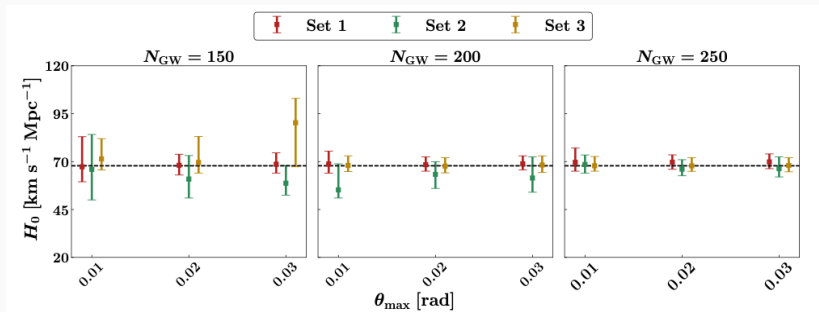 Set 1 Set 2 Set 3
N_GW = 150 N_GW = 200 N_GW = 250
H_0 [km s^−1 Mpc^−1]
120
95
70
45
20
0.01 0.02 0.03 0.01 0.02 0.03 0.01 0.02 0.03
θ_max [rad]